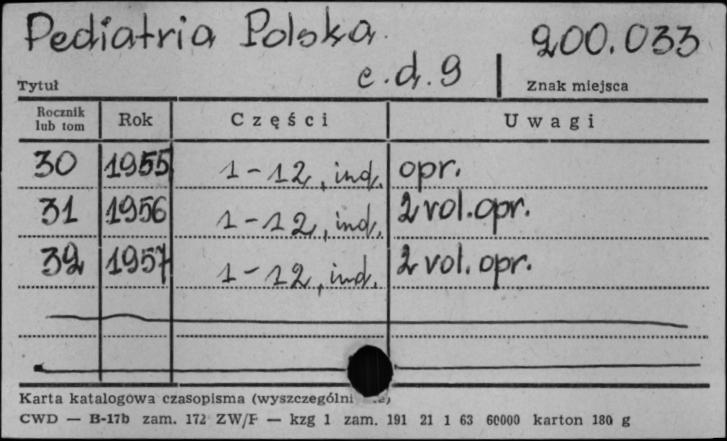 Pediatria Polska. 200.033
c.d.9
Tytuł Znak miejsca
Rocznik lub tom Rok Części Uwagi
30 1955 1-12, ind. opr.
31 1956 1-12, ind. 2 vol. opr.
32 1957 1-12, ind. 2 vol. opr.
Karta katalogowa czasopisma
CWD — B-17b zam. 172 ZW/F — kzg 1 zam. 191 21 1 63 60000 karton 180 g